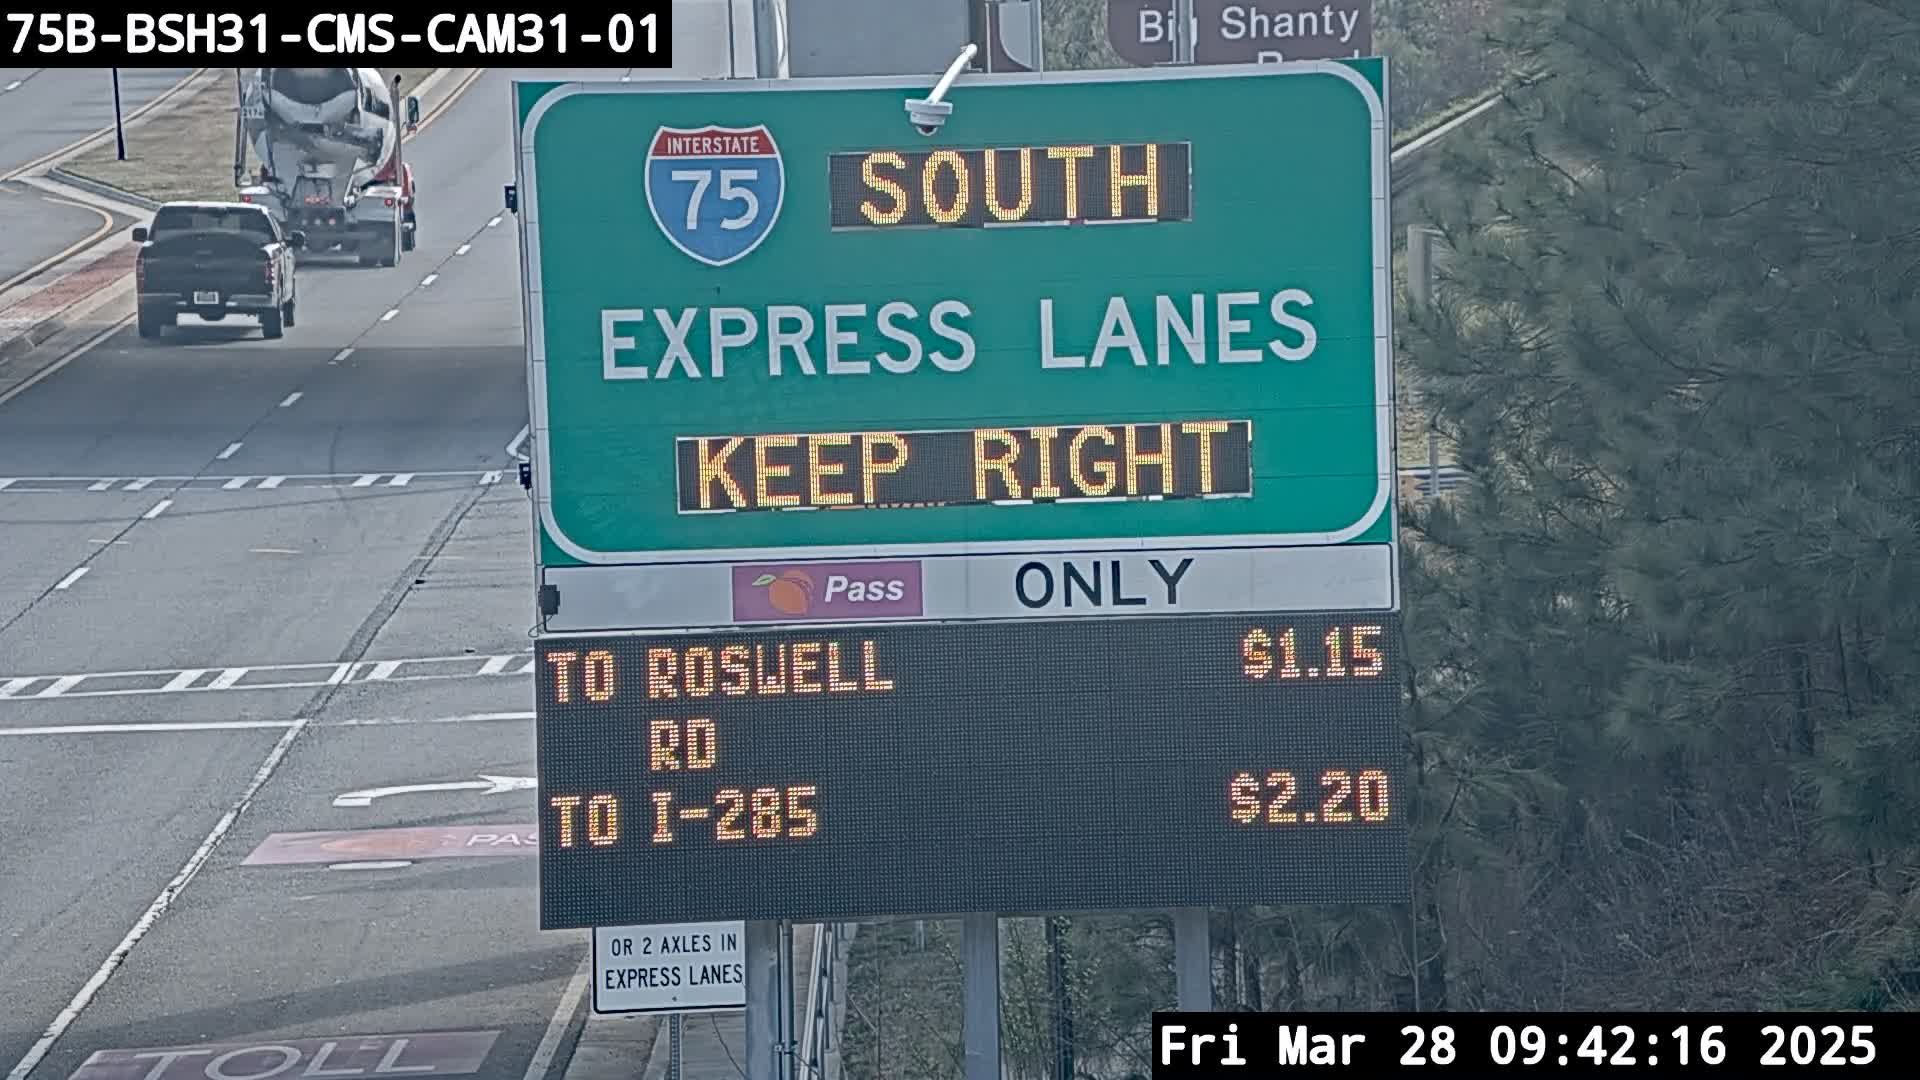 75B-BSH31-CMS-CAM31-01
Big Shanty
INTERSTATE
75
SOUTH
EXPRESS LANES
KEEP RIGHT
Pass
ONLY
TO ROSWELL $1.15
RD
TO I-285 $2.20
PAS
OR 2 AXLES IN
EXPRESS LANES
TOLL
Fri Mar 28 09:42:16 2025